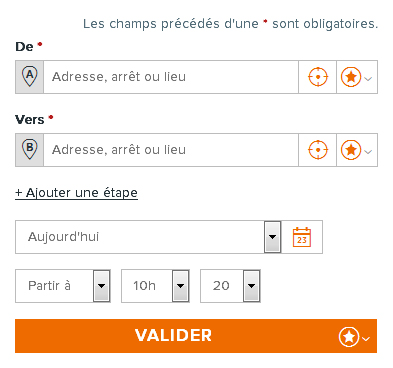 Les champs précédés d'une * sont obligatoires.
De *
A Adresse, arrêt ou lieu
Vers *
B Adresse, arrêt ou lieu
+ Ajouter une étape
Aujourd'hui 23
Partir à 10h 20
VALIDER